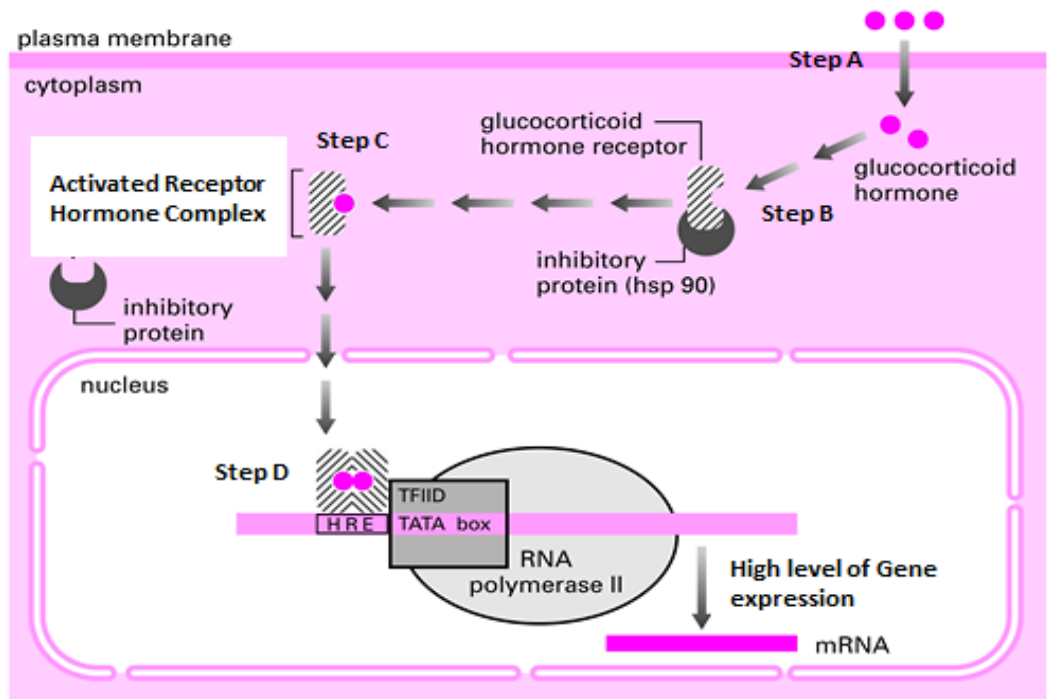 plasma membrane
Step A
cytoplasm
glucocorticoid
hormone receptor
Step C
glucocorticoid
hormone
Activated Receptor
Hormone Complex
Step B
inhibitory
protein (hsp 90)
inhibitory
protein
nucleus
Step D
TFIID
HRE
TATA box
RNA
polymerase II
High level of Gene
expression
mRNA